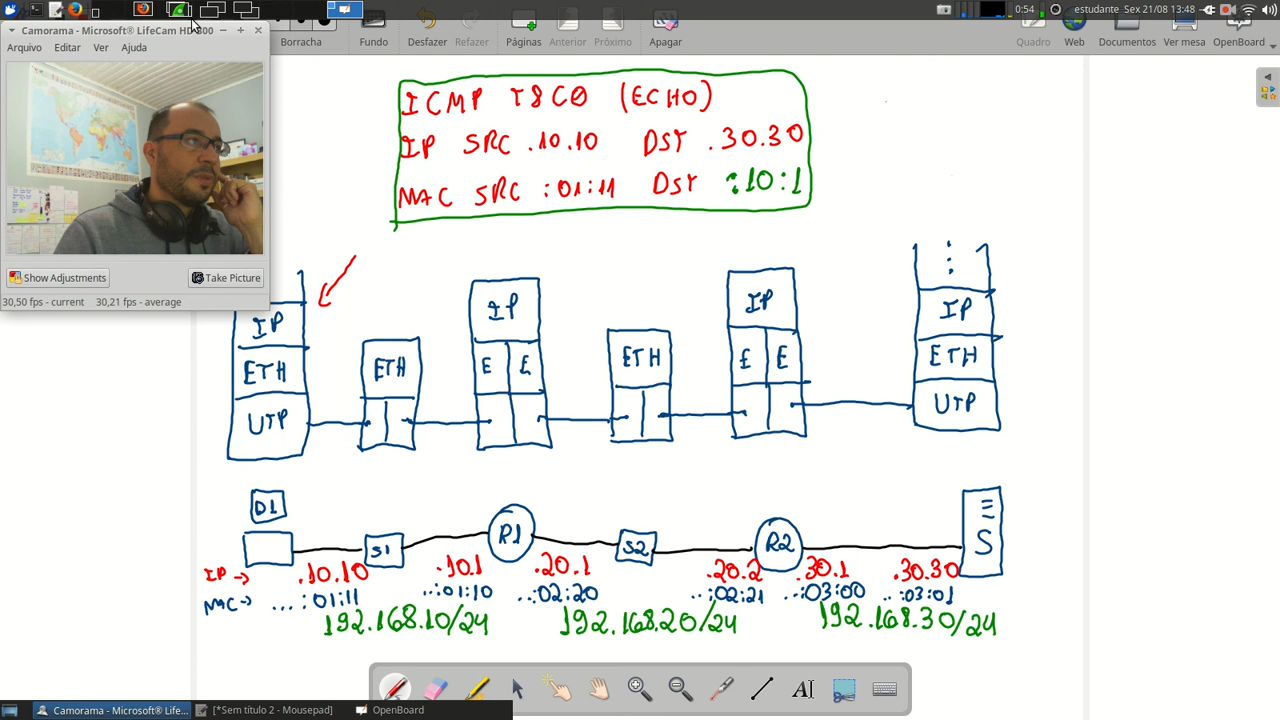 0:54
estudante Sex 21/08 13:48
Camorama - Microsoft® LifeCam HD
Arquivo Editar Ver Ajuda
Show Adjustments Take Picture
30,50 fps - current 30,21 fps - average
Borracha Fundo Desfazer Refazer Páginas Anterior Próximo Apagar Quadro Web Documentos Ver mesa OpenBoard
ICMP T8 C0 (ECHO)
IP SRC .10.10 DST .30.30
MAC SRC :01:11 DST :10:1
IP IP IP IP
ETH ETH E E ETH E E ETH
UTP UTP
D1
S1 R1 S2 R2 S
IP → .10.10 .10.1 .20.1 .20.2 .30.1 .30.30
MAC → ...:01:11 ..:01:10 ..:02:20 ..:02:21 ..:03:00 ..:03:01
192.168.10/24 192.168.20/24 192.168.30/24
AI
Camorama - Microsoft® Life... [*Sem título 2 - Mousepad] OpenBoard